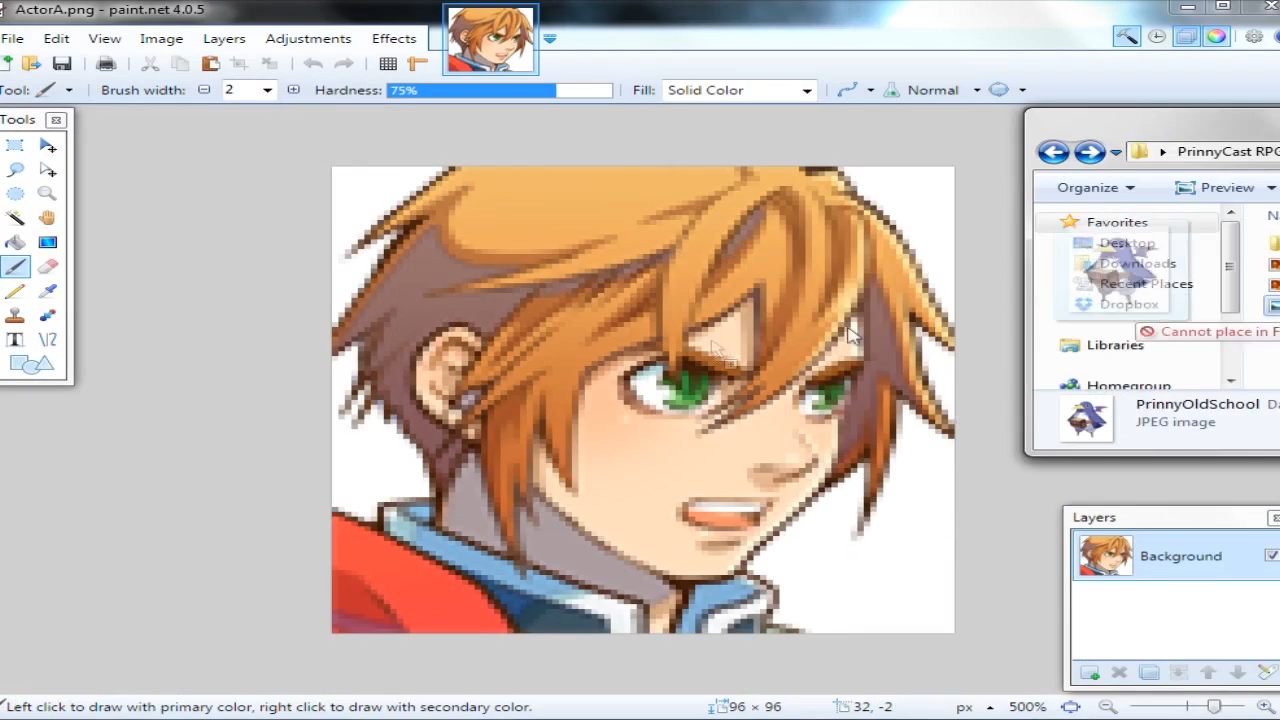 ActorA.png - paint.net 4.0.5
File Edit View Image Layers Adjustments Effects
Tool: Brush width: 2 Hardness: 75% Fill: Solid Color Normal
Tools
PrinnyCast RPG
Organize Preview
Favorites
Desktop
Downloads
Recent Places
Dropbox
Cannot place in F
Libraries
Homegroup
PrinnyOldSchool Da
JPEG image
Layers
Background
Left click to draw with primary color, right click to draw with secondary color. 96 × 96 32, -2 px 500%